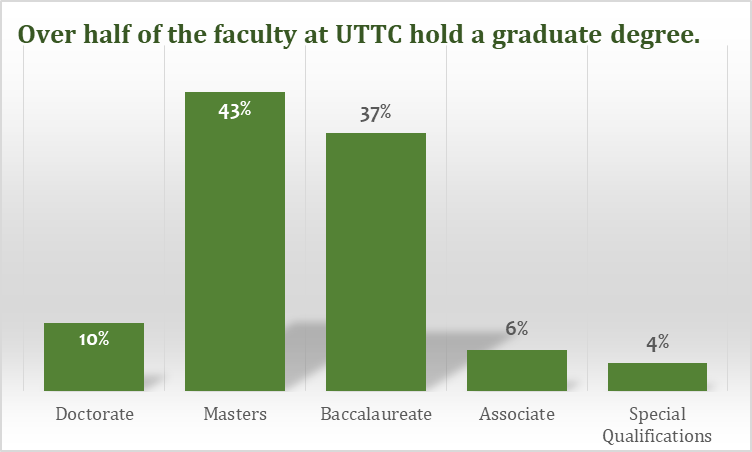 Over half of the faculty at UTTC hold a graduate degree.
43%
37%
10%
6%
4%
Doctorate
Masters
Baccalaureate
Associate
Special
Qualifications